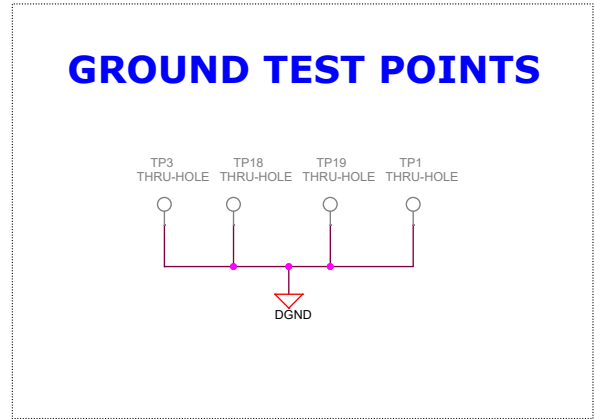 GROUND TEST POINTS
TP3 TP18 TP19 TP1
THRU-HOLE THRU-HOLE THRU-HOLE THRU-HOLE
DGND